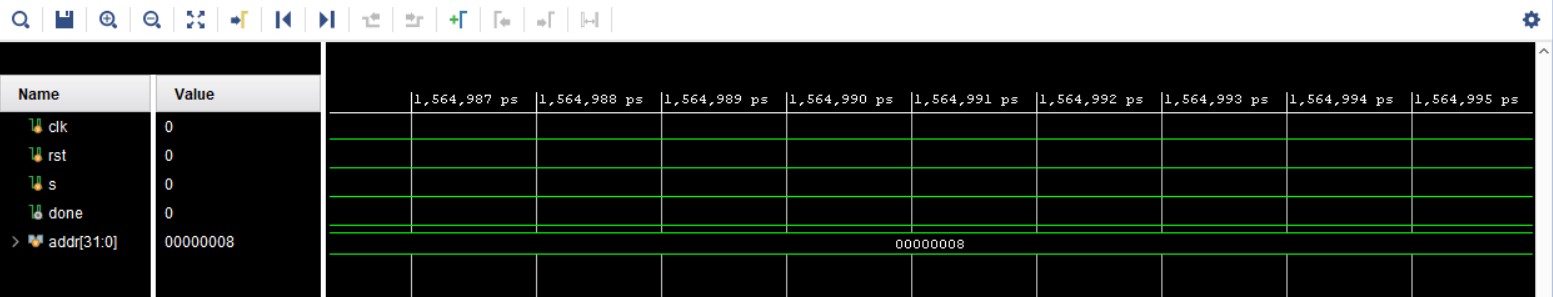 1,564,987 ps 1,564,988 ps 1,564,989 ps 1,564,990 ps 1,564,991 ps 1,564,992 ps 1,564,993 ps 1,564,994 ps 1,564,995 ps
Name Value
clk 0
rst 0
s 0
done 0
addr[31:0] 00000008 00000008